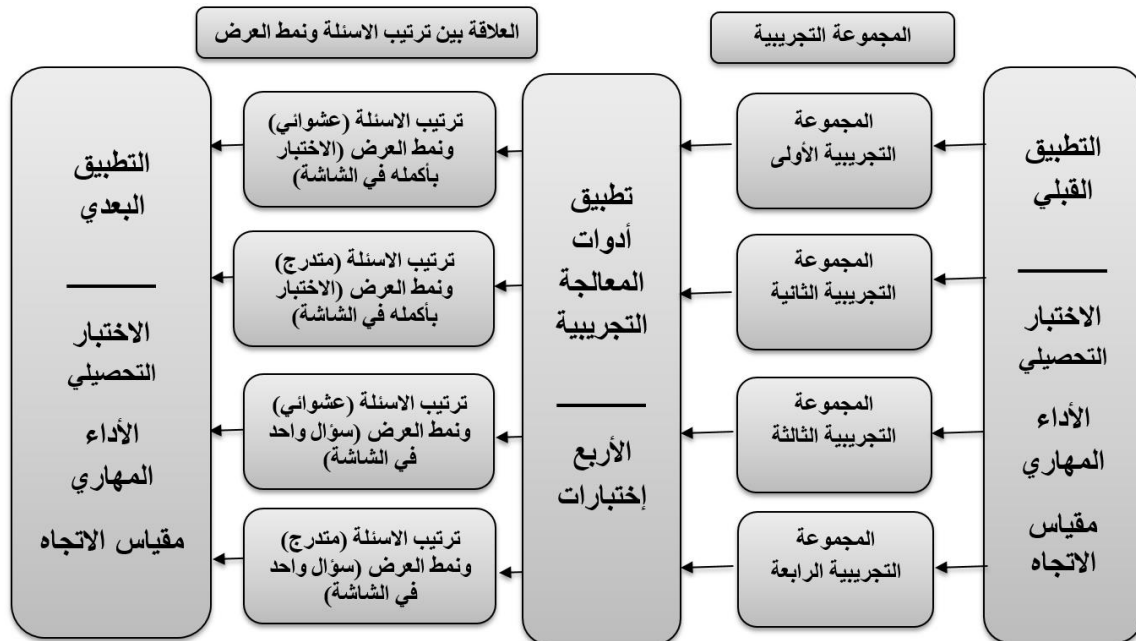 المجموعة التجريبية
العلاقة بين ترتيب الاسئلة ونمط العرض
التطبيق
القبلي
الاختبار
التحصيلي
الأداء
المهاري
مقياس
الاتجاه
المجموعة
التجريبية الأولى
المجموعة
التجريبية الثانية
المجموعة
التجريبية الثالثة
المجموعة
التجريبية الرابعة
تطبيق
أدوات
المعالجة
التجريبية
الأربع
إختبارات
ترتيب الاسئلة (عشوائي)
ونمط العرض (الاختبار
بأكمله في الشاشة)
ترتيب الاسئلة (متدرج)
ونمط العرض (الاختبار
بأكمله في الشاشة)
ترتيب الاسئلة (عشوائي)
ونمط العرض (سؤال واحد
في الشاشة)
ترتيب الاسئلة (متدرج)
ونمط العرض (سؤال واحد
في الشاشة)
التطبيق
البعدي
الاختبار
التحصيلي
الأداء
المهاري
مقياس الاتجاه